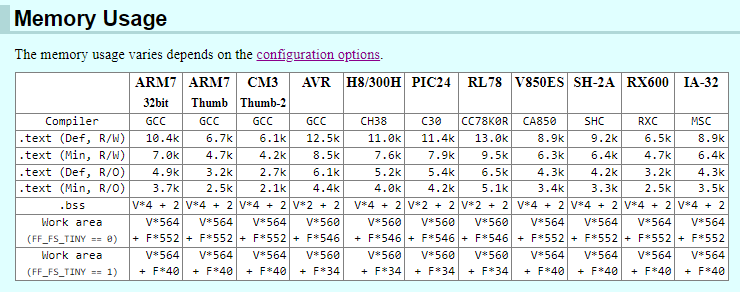 Memory Usage
The memory usage varies depends on the configuration options.
ARM7 ARM7 CM3 AVR H8/300H PIC24 RL78 V850ES SH-2A RX600 IA-32
32bit Thumb Thumb-2
Compiler GCC GCC GCC GCC CH38 C30 CC78K0R CA850 SHC RXC MSC
.text (Def, R/W) 10.4k 6.7k 6.1k 12.5k 11.0k 11.4k 13.0k 8.9k 9.2k 6.5k 8.9k
.text (Min, R/W) 7.0k 4.7k 4.2k 8.5k 7.6k 7.9k 9.5k 6.3k 6.4k 4.7k 6.4k
.text (Def, R/O) 4.9k 3.2k 2.7k 6.1k 5.2k 5.4k 6.5k 4.3k 4.2k 3.2k 4.3k
.text (Min, R/O) 3.7k 2.5k 2.1k 4.4k 4.0k 4.2k 5.1k 3.4k 3.3k 2.5k 3.5k
.bss V*4 + 2 V*4 + 2 V*4 + 2 V*2 + 2 V*4 + 2 V*2 + 2 V*2 + 2 V*4 + 2 V*4 + 2 V*4 + 2 V*4 + 2
Work area V*564 V*564 V*564 V*560 V*560 V*560 V*560 V*564 V*564 V*564 V*564
(FF_FS_TINY == 0) + F*552 + F*552 + F*552 + F*546 + F*546 + F*546 + F*546 + F*552 + F*552 + F*552 + F*552
Work area V*564 V*564 V*564 V*560 V*560 V*560 V*560 V*564 V*564 V*564 V*564
(FF_FS_TINY == 1) + F*40 + F*40 + F*40 + F*34 + F*34 + F*34 + F*34 + F*40 + F*40 + F*40 + F*40